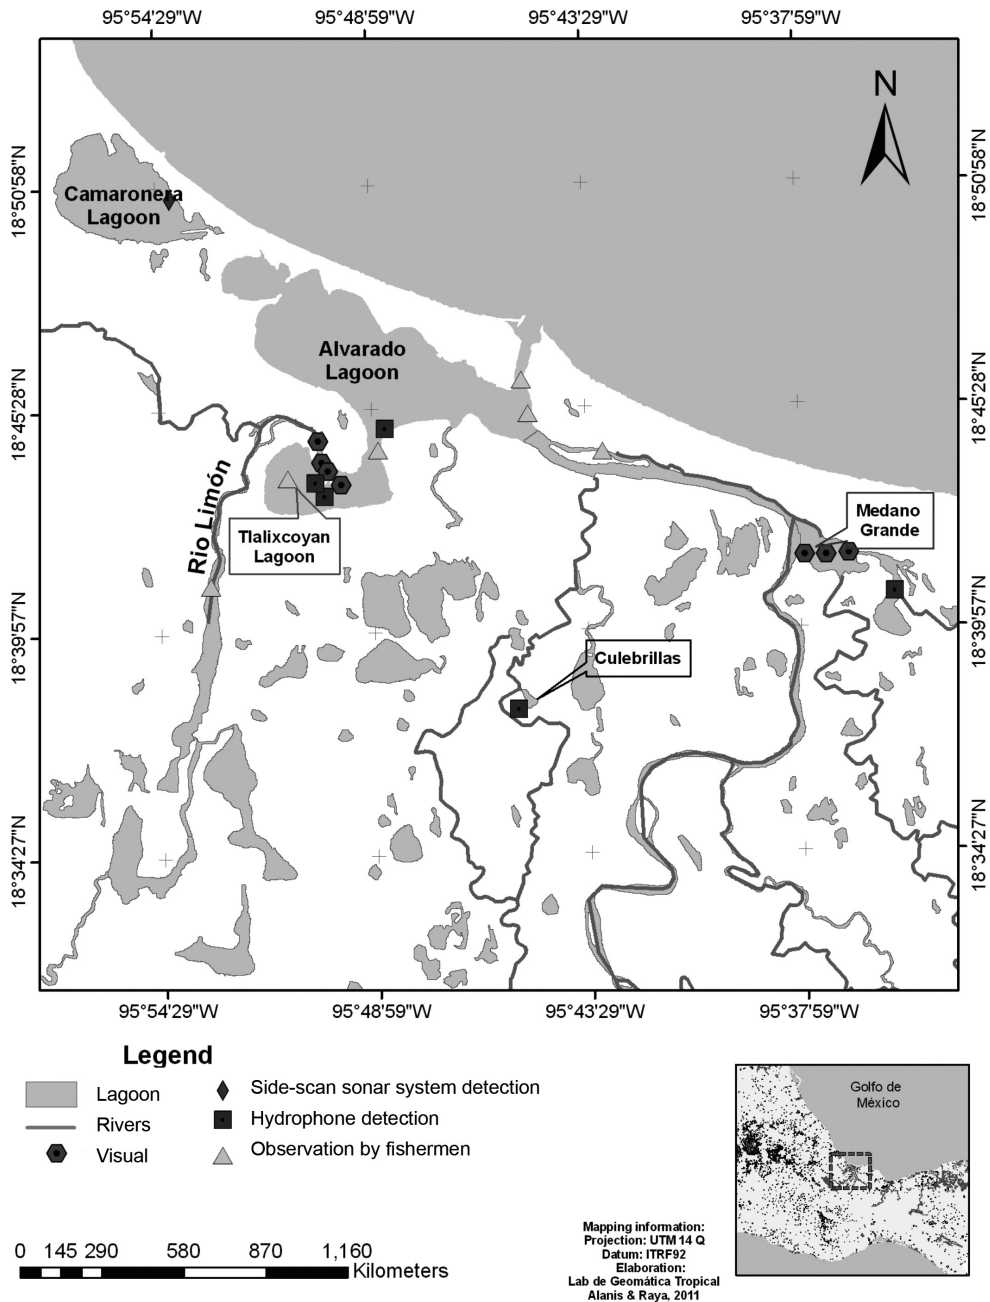 95°54'29"W 95°48'59"W 95°43'29"W 95°37'59"W
N
18°50'58"N
18°50'58"N
Camaronera
Lagoon
Alvarado
Lagoon
18°45'28"N
18°45'28"N
Rio Limón
Tlalixcoyan
Lagoon
Medano
Grande
18°39'57"N
18°39'57"N
Culebrillas
18°34'27"N
18°34'27"N
95°54'29"W 95°48'59"W 95°43'29"W 95°37'59"W
Legend
Lagoon
Rivers
Visual
Side-scan sonar system detection
Hydrophone detection
Observation by fishermen
Golfo de
México
0 145 290 580 870 1,160
Kilometers
Mapping information:
Projection: UTM 14 Q
Datum: ITRF92
Elaboration:
Lab de Geomática Tropical
Alanis & Raya, 2011